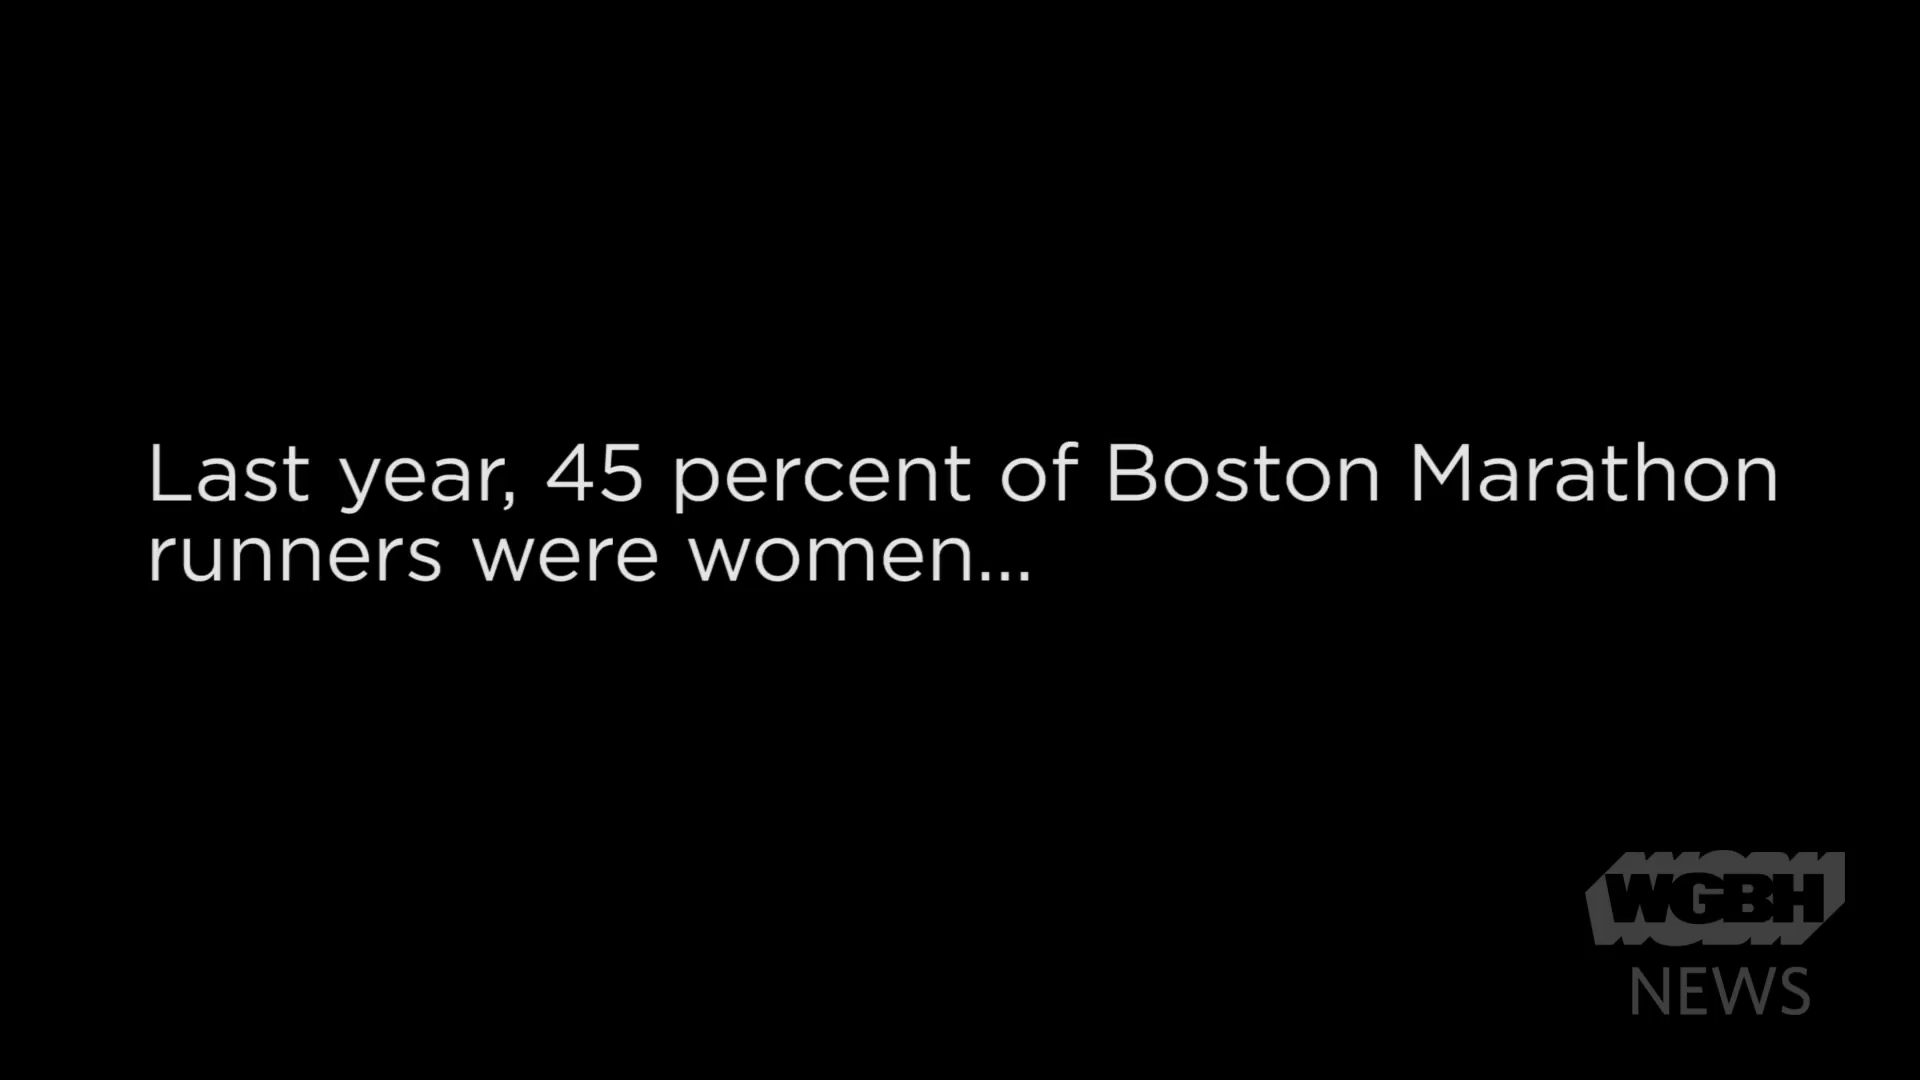 Last year, 45 percent of Boston Marathon
runners were women...
WGBH
NEWS